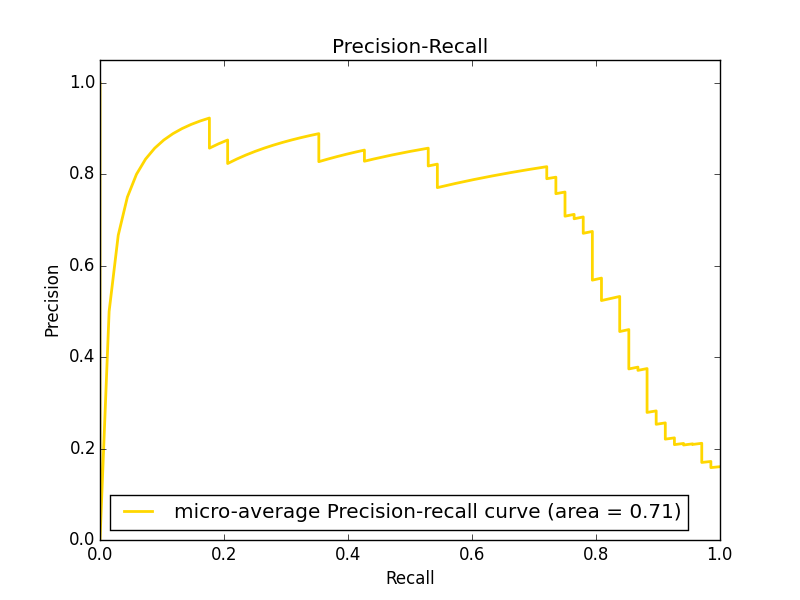 Precision-Recall
1.0
0.8
0.6
0.4
0.2
0.0
Precision
micro-average Precision-recall curve (area = 0.71)
0.0 0.2 0.4 0.6 0.8 1.0
Recall